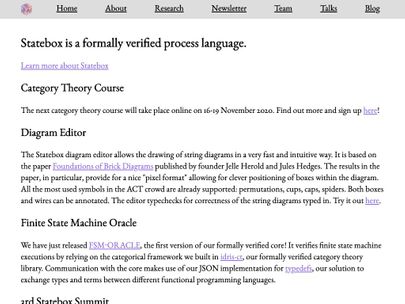 Home About Research Newsletter Team Talks Blog
Statebox is a formally verified process language.
Learn more about Statebox
Category Theory Course
The next category theory course will take place online on 16-19 November 2020. Find out more and sign up here!
Diagram Editor
The Statebox diagram editor allows the drawing of string diagrams in a very fast and intuitive way. It is based
on the paper Foundations of Brick Diagrams published by founder Jelle Herold and Jules Hedges. The results in the
paper, in particular, provide for a nice "pixel format" allowing for clever positioning of boxes within the diagram.
All the most used symbols in the ACT crowd are already supported: permutations, cups, caps, spiders. Both boxes
and wires can be annotated. The editor typechecks for correctness of the string diagrams typed in. Try it out here.
Finite State Machine Oracle
We have just released FSM-ORACLE, the first version of our formally verified core! It verifies finite state machine
executions by relying on the categorical framework we built in idris-ct, our formally verified category theory
library. Communication with the core makes use of our JSON implementation for typedefs, our solution to
exchange types and terms between different functional programming languages.
3rd Statebox Summit